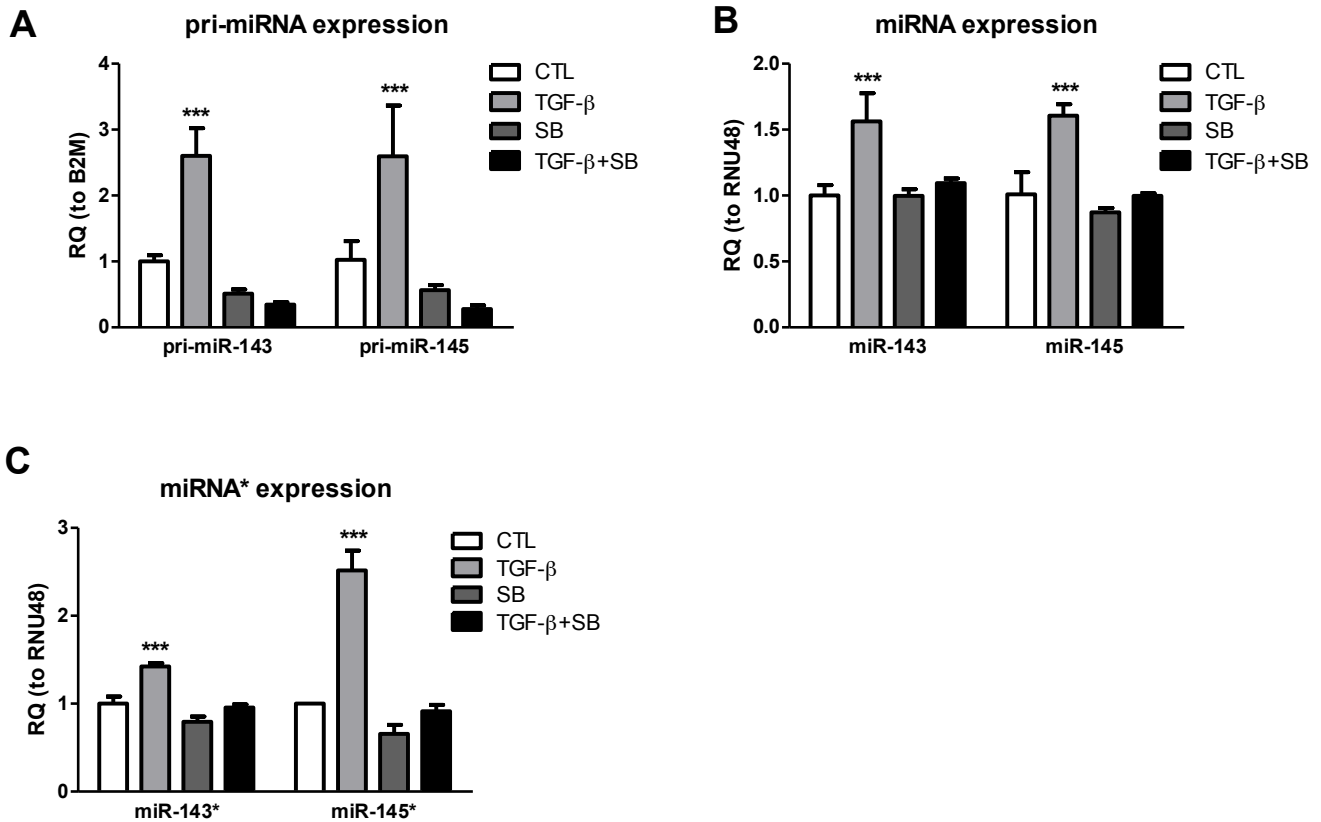 A
pri-miRNA expression
RQ (to B2M)
4
3
2
1
0
***
***
pri-miR-143
pri-miR-145
CTL
TGF-β
SB
TGF-β+SB
B
miRNA expression
RQ (to RNU48)
2.0
1.5
1.0
0.5
0.0
***
***
miR-143
miR-145
CTL
TGF-β
SB
TGF-β+SB
C
miRNA* expression
RQ (to RNU48)
3
2
1
0
***
***
miR-143*
miR-145*
CTL
TGF-β
SB
TGF-β+SB